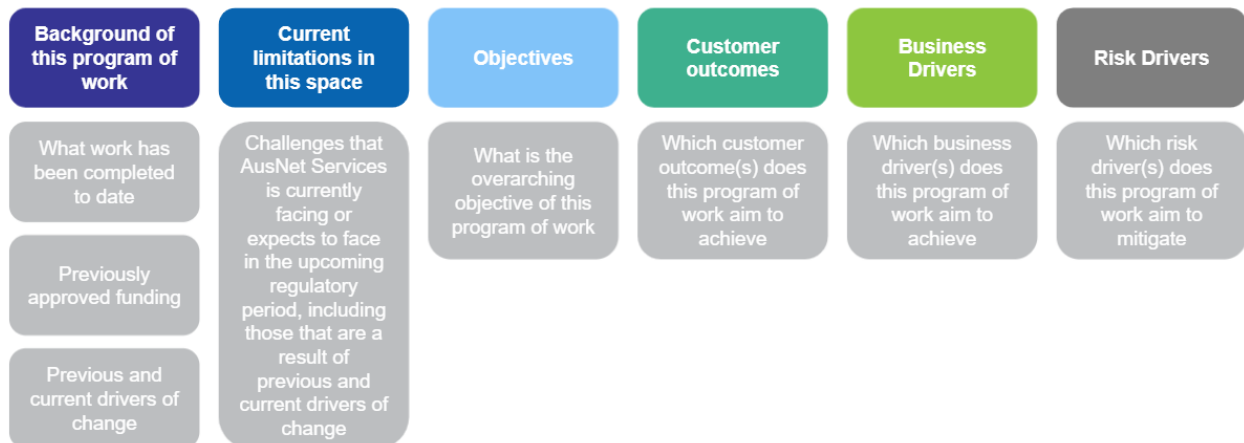 Background of
this program of
work
Current
limitations in
this space
Objectives
Customer
outcomes
Business
Drivers
Risk Drivers
What work has
been completed
to date
Previously
approved funding
Previous and
current drivers of
change
Challenges that
AusNet Services
is currently
facing or
expects to face
in the upcoming
regulatory
period, including
those that are a
result of
previous and
current drivers of
change
What is the
overarching
objective of this
program of work
Which customer
outcome(s) does
this program of
work aim to
achieve
Which business
driver(s) does
this program of
work aim to
achieve
Which risk
driver(s) does
this program of
work aim to
mitigate